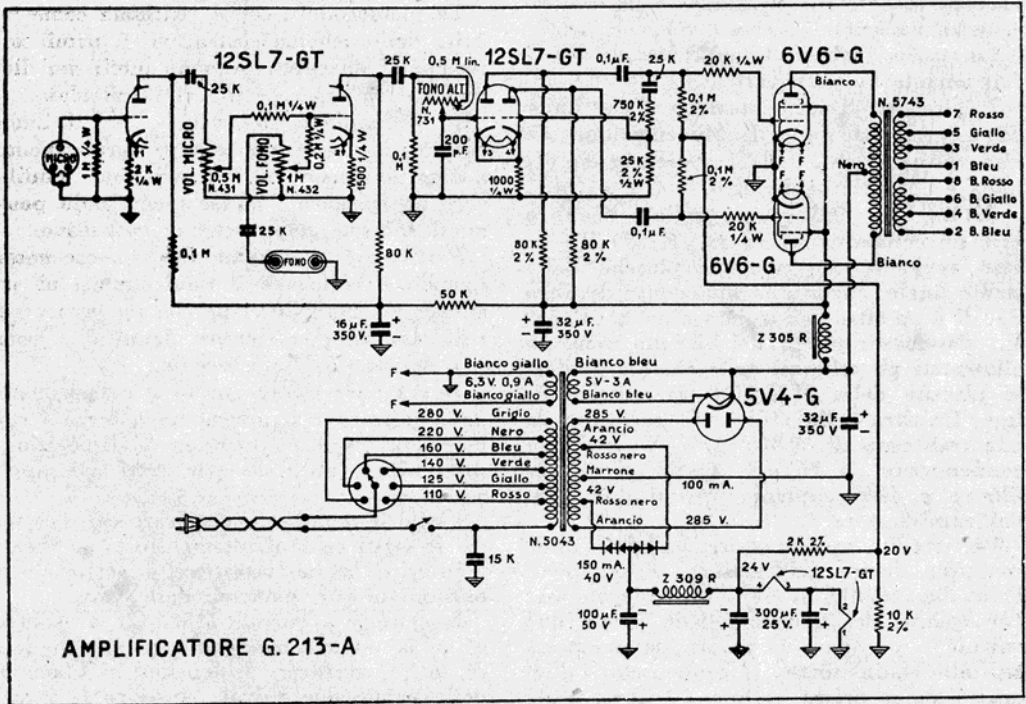 12SL7-GT
12SL7-GT
6V6-G
25 K
0,5 M lin.
0,1 μF.
25 K
20 K ¼ W
Bianco
N. 5743
25 K
0,1 M ¼ W
TONO ALT.
N. 731
750 K
2%
0,1 M
2%
7 Rosso
5 Giallo
3 Verde
1 Bleu
8 B. Rosso
6 B. Giallo
4 B. Verde
2 B. Bleu
MICRO
1 M ¼ W
2 K
¼ W
VOL. MICRO
0,5 M
N. 431
VOL. FONO
1 M
N. 432
0,2 M ¼ W
1500 ¼ W
200
pF.
0,1
M
1000
¼ W
25 K
2%
½ W
0,1 M
2%
F
F
F
F
Nero
25 K
FONO
0,1 M
80 K
80 K
2%
80 K
2%
0,1 μF.
20 K
¼ W
6V6-G
Bianco
50 K
16 μF.
350 V.
32 μF.
350 V.
Z 305 R
Bianco giallo
Bianco bleu
F
6,3 V. 0,9 A
5 V - 3 A
F
Bianco giallo
Bianco bleu
5V4-G
280 V. Grigio
285 V.
220 V. Nero
Arancio
42 V
160 V. Bleu
Rosso nero
140 V. Verde
Marrone
100 mA.
125 V. Giallo
42 V
110 V. Rosso
Rosso nero
Arancio
285 V.
32 μF.
350 V
N. 5043
15 K
150 mA.
40 V
Z 309 R
2 K 2%
20 V
24 V
12SL7-GT
100 μF.
50 V
300 μF.
25 V.
10 K
2%
AMPLIFICATORE G.213-A